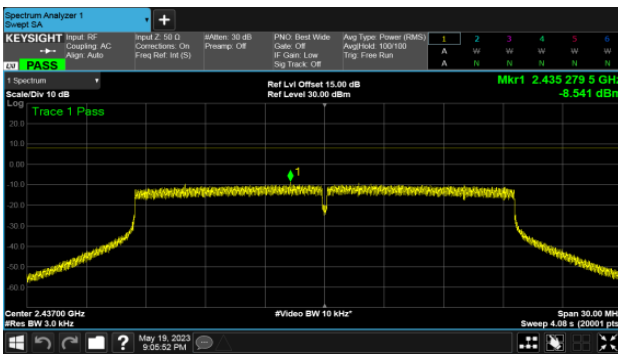 Spectrum Analyzer 1
Swept SA
+
KEYSIGHT Input: RF Input Z: 50 Ω #Atten: 30 dB PNO: Best Wide Avg Type: Power (RMS) 1 2 3 4 5 6
Coupling: AC Corrections: On Preamp: Off Gate: Off Avg|Hold: 100/100 A W W W W W
Align: Auto Freq Ref: Int (S) IF Gain: Low Trig: Free Run
LXI PASS Sig Track: Off A N N N N N
1 Spectrum Ref Lvl Offset 15.00 dB Mkr1 2.435 279 5 GHz
Scale/Div 10 dB Ref Level 30.00 dBm -8.541 dBm
Log Trace 1 Pass
20.0
10.0
0.00
1
-10.0
-20.0
-30.0
-40.0
-50.0
-60.0
Center 2.43700 GHz #Video BW 10 kHz* Span 30.00 MH
#Res BW 3.0 kHz Sweep 4.08 s (20001 pts
? May 19, 2023
9:05:52 PM